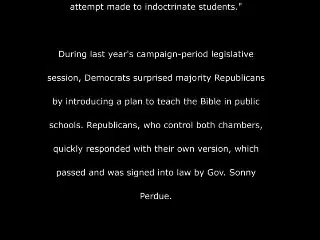 attempt made to indoctrinate students."
During last year's campaign-period legislative
session, Democrats surprised majority Republicans
by introducing a plan to teach the Bible in public
schools. Republicans, who control both chambers,
quickly responded with their own version, which
passed and was signed into law by Gov. Sonny
Perdue.